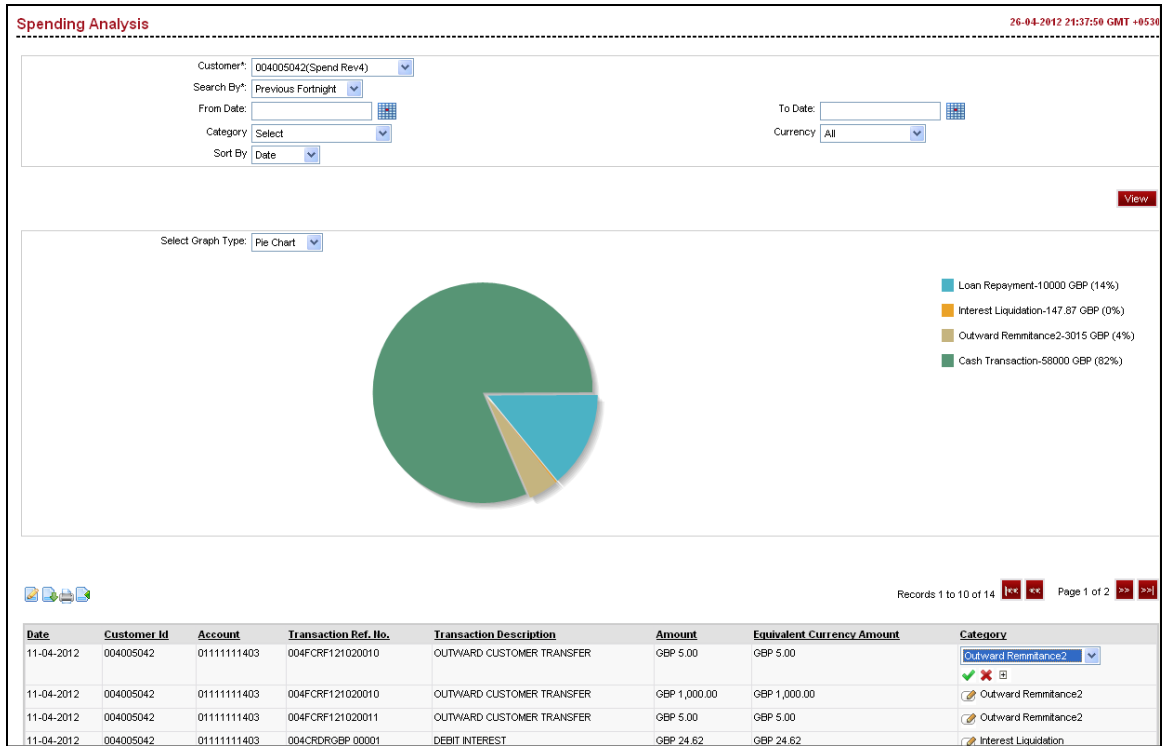 Spending Analysis 26-04-2012 21:37:50 GMT +0530
Customer*: 004005042(Spend Rev4)
Search By*: Previous Fortnight
From Date: To Date:
Category Select Currency All
Sort By Date
View
Select Graph Type: Pie Chart
Loan Repayment-10000 GBP (14%)
Interest Liquidation-147.87 GBP (0%)
Outward Remmitance2-3015 GBP (4%)
Cash Transaction-58000 GBP (82%)
Records 1 to 10 of 14 |<< << Page 1 of 2 >> >>|
Date Customer Id Account Transaction Ref. No. Transaction Description Amount Equivalent Currency Amount Category
11-04-2012 004005042 01111111403 004FCRF121020010 OUTWARD CUSTOMER TRANSFER GBP 5.00 GBP 5.00 Outward Remmitance2
11-04-2012 004005042 01111111403 004FCRF121020010 OUTWARD CUSTOMER TRANSFER GBP 1,000.00 GBP 1,000.00 Outward Remmitance2
11-04-2012 004005042 01111111403 004FCRF121020011 OUTWARD CUSTOMER TRANSFER GBP 5.00 GBP 5.00 Outward Remmitance2
11-04-2012 004005042 01111111403 004CRDRGBP 00001 DEBIT INTEREST GBP 24.62 GBP 24.62 Interest Liquidation